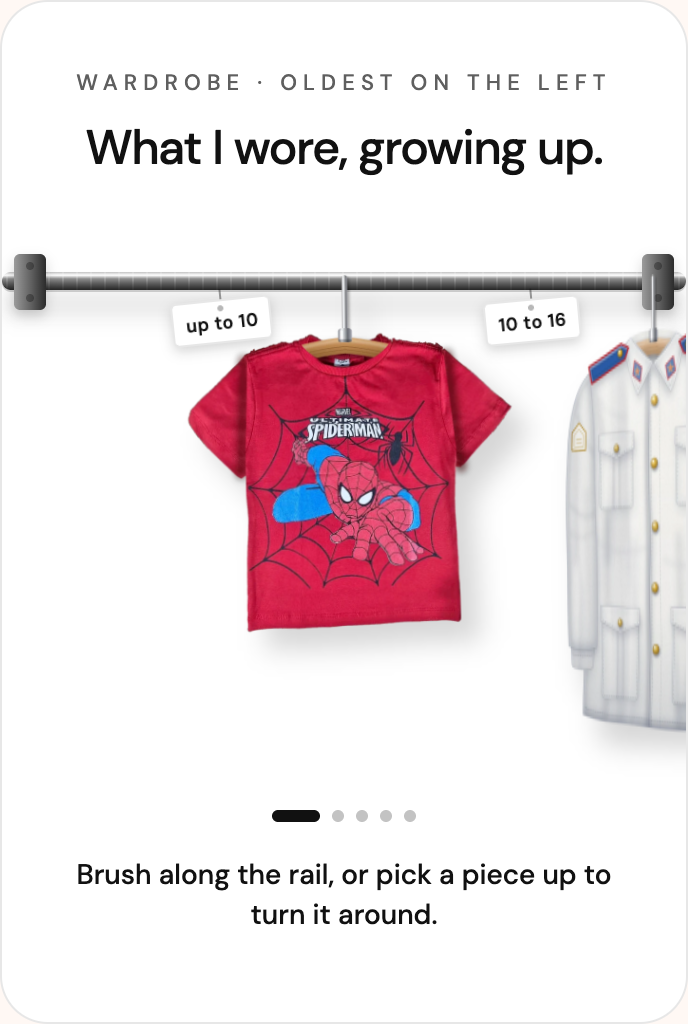 WARDROBE · OLDEST ON THE LEFT
What I wore, growing up.
up to 10
10 to 16
MARVEL
ULTIMATE
SPIDER-MAN
Brush along the rail, or pick a piece up to
turn it around.